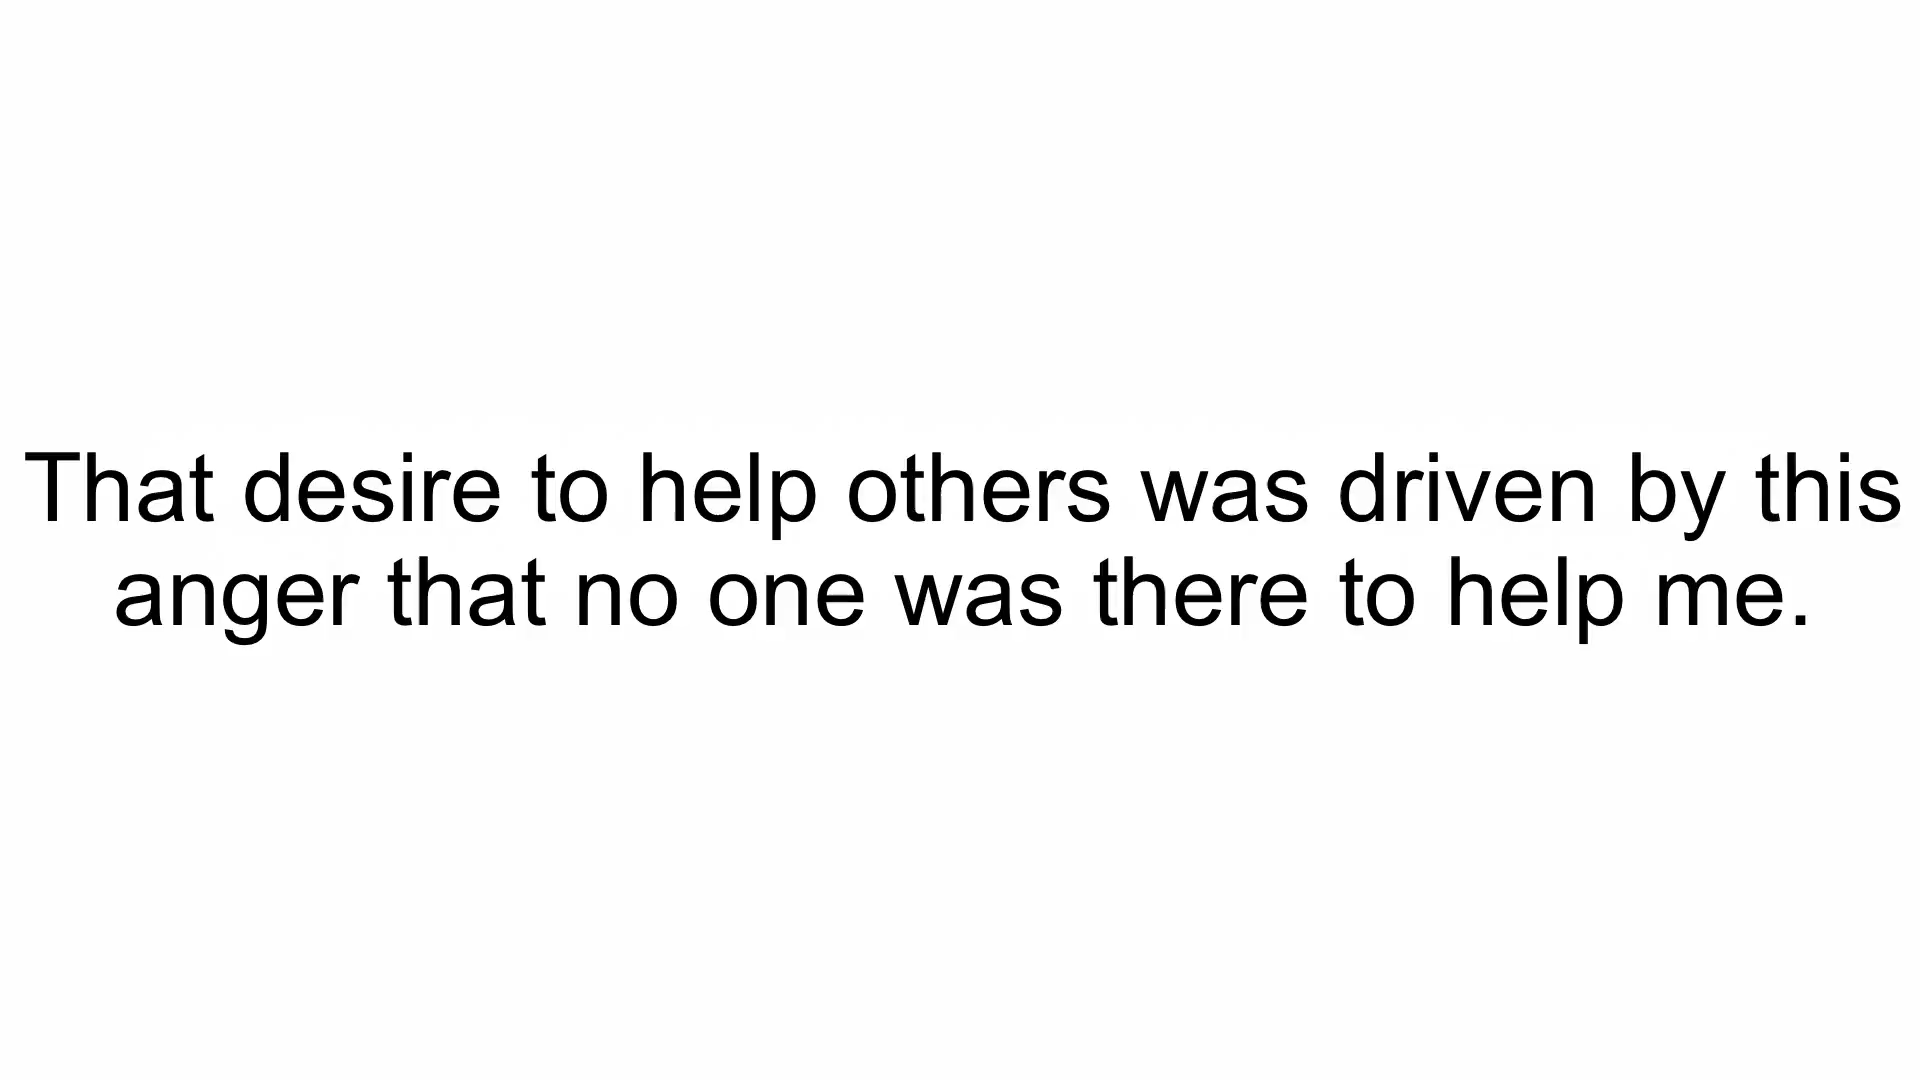 That desire to help others was driven by this
anger that no one was there to help me.